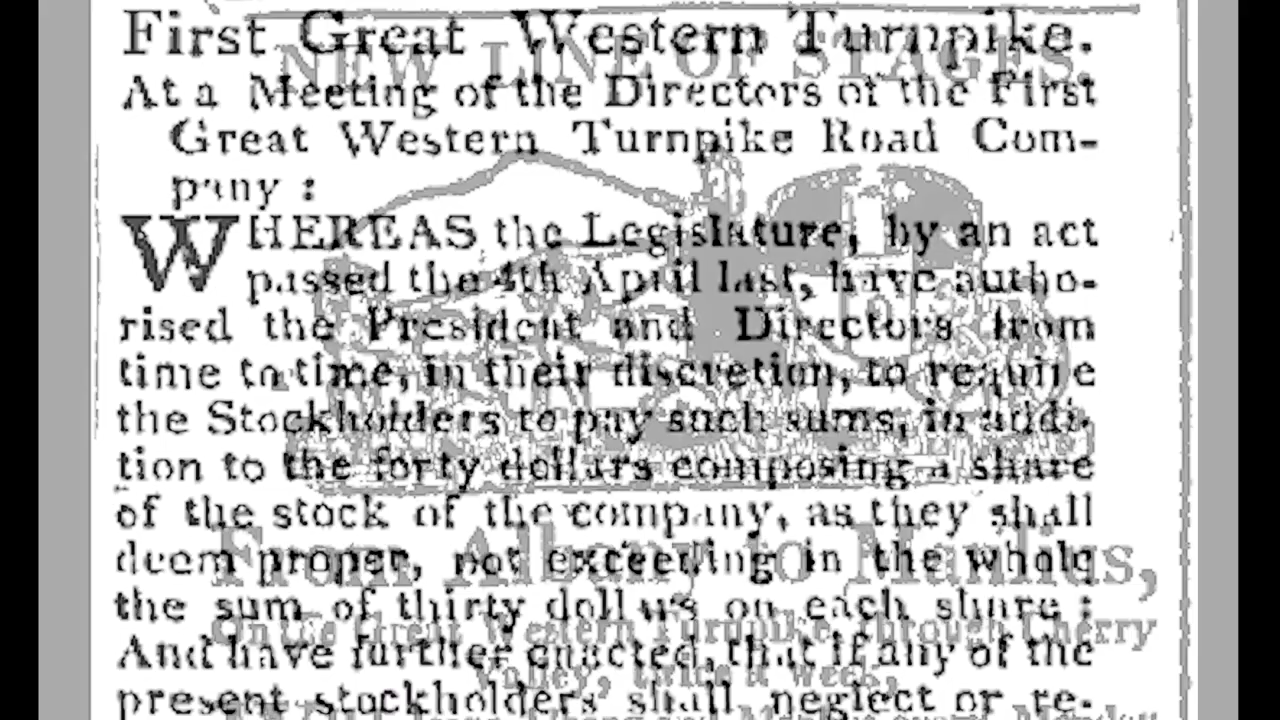 First Great Western Turnpike.
At a Meeting of the Directors of the First
Great Western Turnpike Road Com-
pany :
WHEREAS the Legislature, by an act
passed the 4th April last, have autho-
rised the President and Directors from
time to time, in their discretion, to require
the Stockholders to pay such sums, in addi-
tion to the forty dollars composing a share
of the stock of the company, as they shall
deem proper, not exceeding in the whole
the sum of thirty dollars on each share :
And have further enacted, that if any of the
present stockholders shall neglect or re-
NEW LINE OF STAGES.
From Albany to Manlius,
On the Great Western Turnpike, through Cherry
Valley, twice a week,